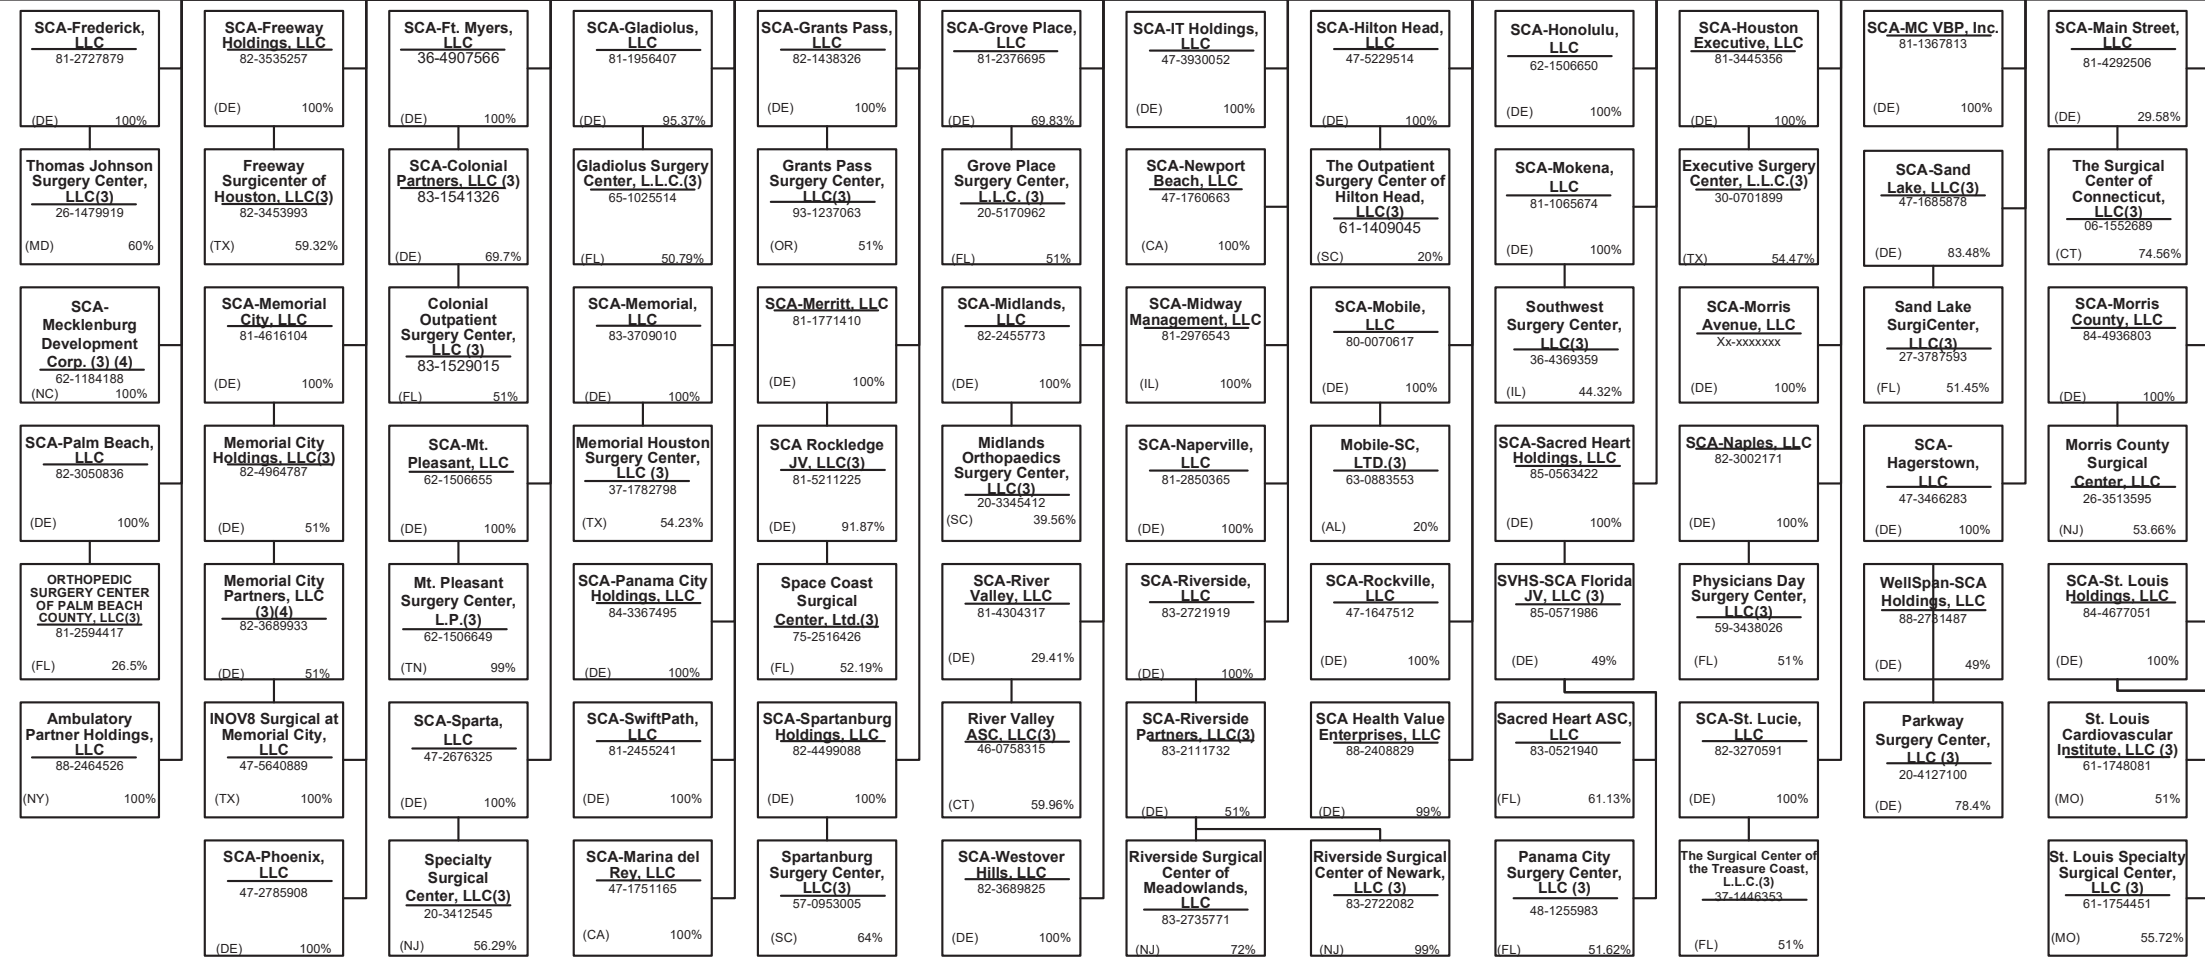 SCA-Frederick,
LLC
81-2727879
(DE) 100%
SCA-Freeway
Holdings, LLC
82-3535257
(DE) 100%
SCA-Ft. Myers,
LLC
36-4907566
(DE) 100%
SCA-Gladiolus,
LLC
81-1956407
(DE) 95.37%
SCA-Grants Pass,
LLC
82-1438326
(DE) 100%
SCA-Grove Place,
LLC
81-2376695
(DE) 69.83%
SCA-IT Holdings,
LLC
47-3930052
(DE) 100%
SCA-Hilton Head,
LLC
47-5229514
(DE) 100%
SCA-Honolulu,
LLC
62-1506650
(DE) 100%
SCA-Houston
Executive, LLC
81-3445356
(DE) 100%
SCA-MC VBP, Inc.
81-1367813
(DE) 100%
SCA-Main Street,
LLC
81-4292506
(DE) 29.58%
Thomas Johnson
Surgery Center,
LLC(3)
26-1479919
(MD) 60%
Freeway
Surgicenter of
Houston, LLC(3)
82-3453993
(TX) 59.32%
SCA-Colonial
Partners, LLC (3)
83-1541326
(DE) 69.7%
Gladiolus Surgery
Center, L.L.C.(3)
65-1025514
(FL) 50.79%
Grants Pass
Surgery Center,
LLC(3)
93-1237063
(OR) 51%
Grove Place
Surgery Center,
L.L.C. (3)
20-5170962
(FL) 51%
SCA-Newport
Beach, LLC
47-1760663
(CA) 100%
The Outpatient
Surgery Center of
Hilton Head,
LLC(3)
61-1409045
(SC) 20%
SCA-Mokena,
LLC
81-1065674
(DE) 100%
Executive Surgery
Center, L.L.C.(3)
30-0701899
(TX) 54.47%
SCA-Sand
Lake, LLC(3)
47-1685878
(DE) 83.48%
The Surgical
Center of
Connecticut,
LLC(3)
06-1552689
(CT) 74.56%
SCA-
Mecklenburg
Development
Corp. (3) (4)
62-1184188
(NC) 100%
SCA-Memorial
City, LLC
81-4616104
(DE) 100%
Colonial
Outpatient
Surgery Center,
LLC (3)
83-1529015
(FL) 51%
SCA-Memorial,
LLC
83-3709010
(DE) 100%
SCA-Merritt, LLC
81-1771410
(DE) 100%
SCA-Midlands,
LLC
82-2455773
(DE) 100%
SCA-Midway
Management, LLC
81-2976543
(IL) 100%
SCA-Mobile,
LLC
80-0070617
(DE) 100%
Southwest
Surgery Center,
LLC(3)
36-4369359
(IL) 44.32%
SCA-Morris
Avenue, LLC
Xx-xxxxxxx
(DE) 100%
Sand Lake
SurgiCenter,
LLC(3)
27-3787593
(FL) 51.45%
SCA-Morris
County, LLC
84-4936803
(DE) 100%
SCA-Palm Beach,
LLC
82-3050836
(DE) 100%
Memorial City
Holdings, LLC(3)
82-4964787
(DE) 51%
SCA-Mt.
Pleasant, LLC
62-1506655
(DE) 100%
Memorial Houston
Surgery Center,
LLC (3)
37-1782798
(TX) 54.23%
SCA Rockledge
JV, LLC(3)
81-5211225
(DE) 91.87%
Midlands
Orthopaedics
Surgery Center,
LLC(3)
20-3345412
(SC) 39.56%
SCA-Naperville,
LLC
81-2850365
(DE) 100%
Mobile-SC,
LTD.(3)
63-0883553
(AL) 20%
SCA-Sacred Heart
Holdings, LLC
85-0563422
(DE) 100%
SCA-Naples, LLC
82-3002171
(DE) 100%
SCA-
Hagerstown,
LLC
47-3466283
(DE) 100%
Morris County
Surgical
Center, LLC
26-3513595
(NJ) 53.66%
ORTHOPEDIC
SURGERY CENTER
OF PALM BEACH
COUNTY, LLC(3)
81-2594417
(FL) 26.5%
Memorial City
Partners, LLC
(3)(4)
82-3689933
(DE) 51%
Mt. Pleasant
Surgery Center,
L.P.(3)
62-1506649
(TN) 99%
SCA-Panama City
Holdings, LLC
84-3367495
(DE) 100%
Space Coast
Surgical
Center, Ltd.(3)
75-2516426
(FL) 52.19%
SCA-River
Valley, LLC
81-4304317
(DE) 29.41%
SCA-Riverside,
LLC
83-2721919
(DE) 100%
SCA-Rockville,
LLC
47-1647512
(DE) 100%
SVHS-SCA Florida
JV, LLC (3)
85-0571986
(DE) 49%
Physicians Day
Surgery Center,
LLC(3)
59-3438026
(FL) 51%
WellSpan-SCA
Holdings, LLC
88-2731487
(DE) 49%
SCA-St. Louis
Holdings, LLC
84-4677051
(DE) 100%
Ambulatory
Partner Holdings,
LLC
88-2464526
(NY) 100%
INOV8 Surgical at
Memorial City,
LLC
47-5640889
(TX) 100%
SCA-Sparta,
LLC
47-2676325
(DE) 100%
SCA-SwiftPath,
LLC
81-2455241
(DE) 100%
SCA-Spartanburg
Holdings, LLC
82-4499088
(DE) 100%
River Valley
ASC, LLC(3)
46-0758315
(CT) 59.96%
SCA-Riverside
Partners, LLC(3)
83-2111732
(DE) 51%
SCA Health Value
Enterprises, LLC
88-2408829
(DE) 99%
Sacred Heart ASC,
LLC
83-0521940
(FL) 61.13%
SCA-St. Lucie,
LLC
82-3270591
(DE) 100%
Parkway
Surgery Center,
LLC (3)
20-4127100
(DE) 78.4%
St. Louis
Cardiovascular
Institute, LLC (3)
61-1748081
(MO) 51%
SCA-Phoenix,
LLC
47-2785908
(DE) 100%
Specialty
Surgical
Center, LLC(3)
20-3412545
(NJ) 56.29%
SCA-Marina del
Rey, LLC
47-1751165
(CA) 100%
Spartanburg
Surgery Center,
LLC(3)
57-0953005
(SC) 64%
SCA-Westover
Hills, LLC
82-3689825
(DE) 100%
Riverside Surgical
Center of
Meadowlands,
LLC
83-2735771
(NJ) 72%
Riverside Surgical
Center of Newark,
LLC (3)
83-2722082
(NJ) 99%
Panama City
Surgery Center,
LLC (3)
48-1255983
(FL) 51.62%
The Surgical Center of
the Treasure Coast,
L.L.C.(3)
37-1446353
(FL) 51%
St. Louis Specialty
Surgical Center,
LLC (3)
61-1754451
(MO) 55.72%